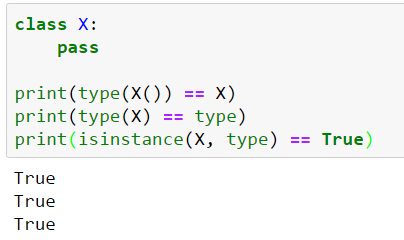 class X:
    pass
print(type(X()) == X)
print(type(X) == type)
print(isinstance(X, type) == True)
True
True
True